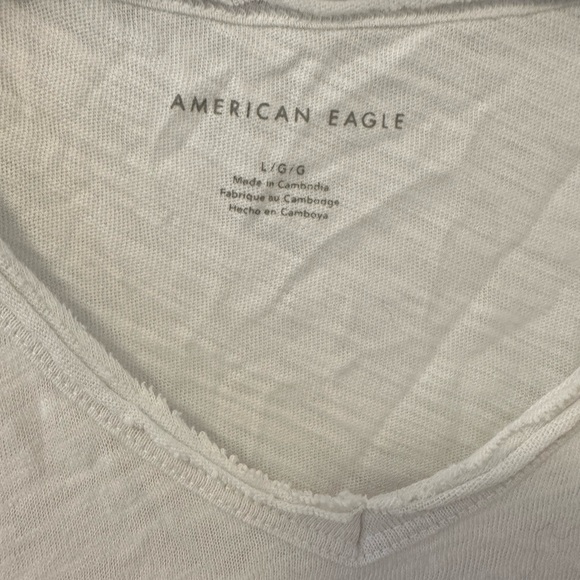 AMERICAN EAGLE
L/G/G
Made in Cambodia
Fabrique au Cambodge
Hecho en Camboya